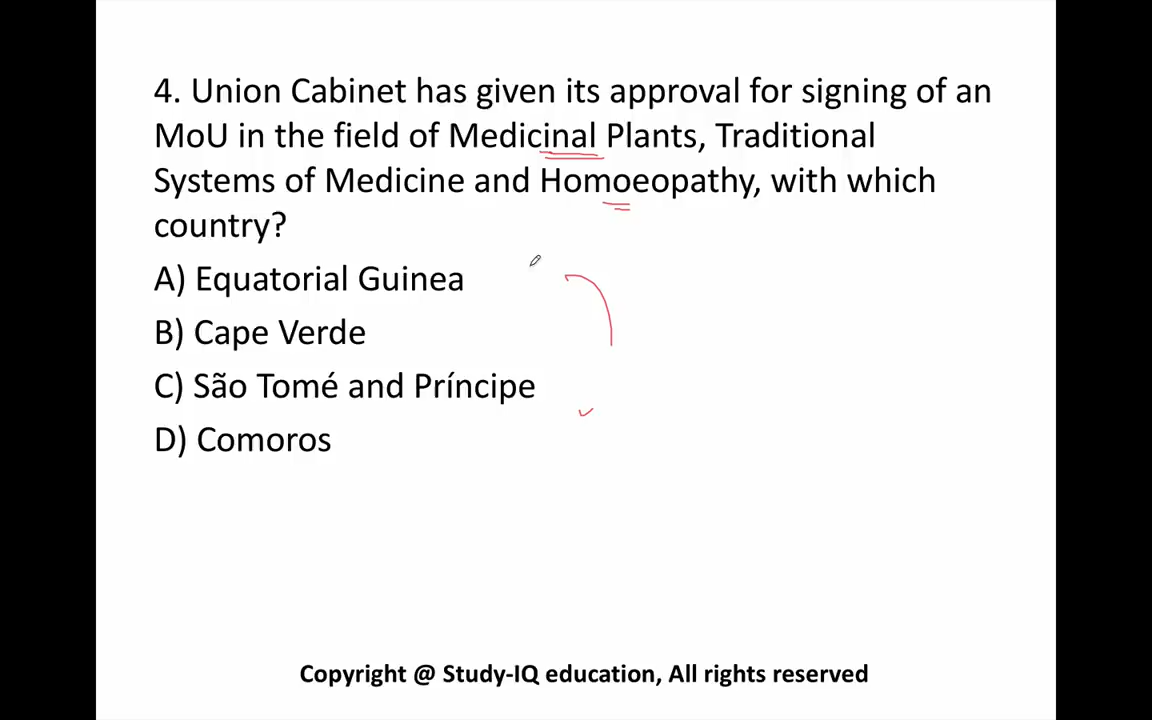 4. Union Cabinet has given its approval for signing of an
MoU in the field of Medicinal Plants, Traditional
Systems of Medicine and Homoeopathy, with which
country?
A) Equatorial Guinea
B) Cape Verde
C) São Tomé and Príncipe
D) Comoros
Copyright @ Study-IQ education, All rights reserved